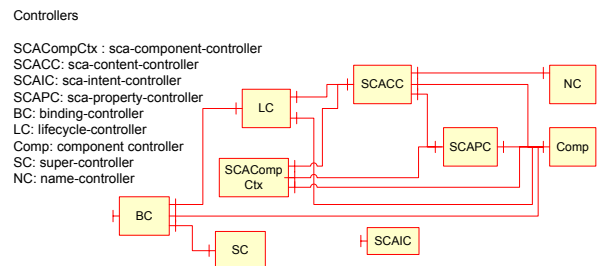 Controllers
SCACompCtx : sca-component-controller
SCACC: sca-content-controller
SCAIC: sca-intent-controller
SCAPC: sca-property-controller
BC: binding-controller
LC: lifecycle-controller
Comp: component controller
SC: super-controller
NC: name-controller
SCACC
NC
LC
SCAPC
Comp
SCAComp
Ctx
BC
SC
SCAIC